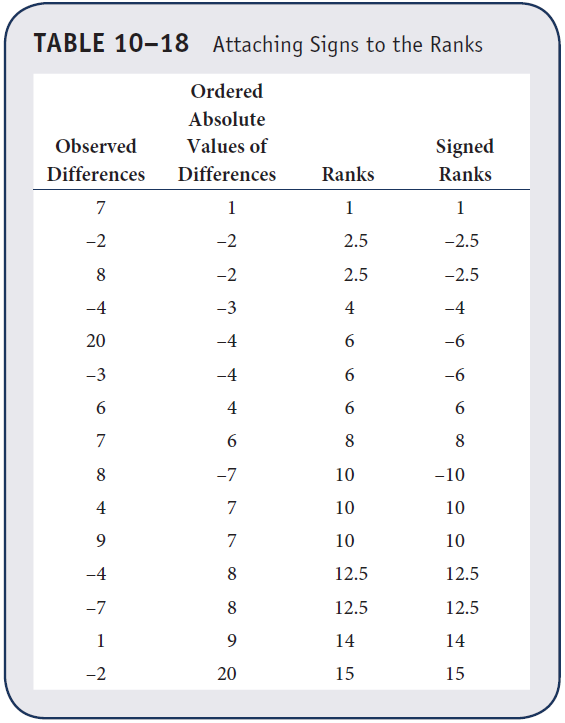 TABLE 10–18 Attaching Signs to the Ranks
Ordered
Absolute
Observed Values of Signed
Differences Differences Ranks Ranks
7 1 1 1
–2 –2 2.5 –2.5
8 –2 2.5 –2.5
–4 –3 4 –4
20 –4 6 –6
–3 –4 6 –6
6 4 6 6
7 6 8 8
8 –7 10 –10
4 7 10 10
9 7 10 10
–4 8 12.5 12.5
–7 8 12.5 12.5
1 9 14 14
–2 20 15 15